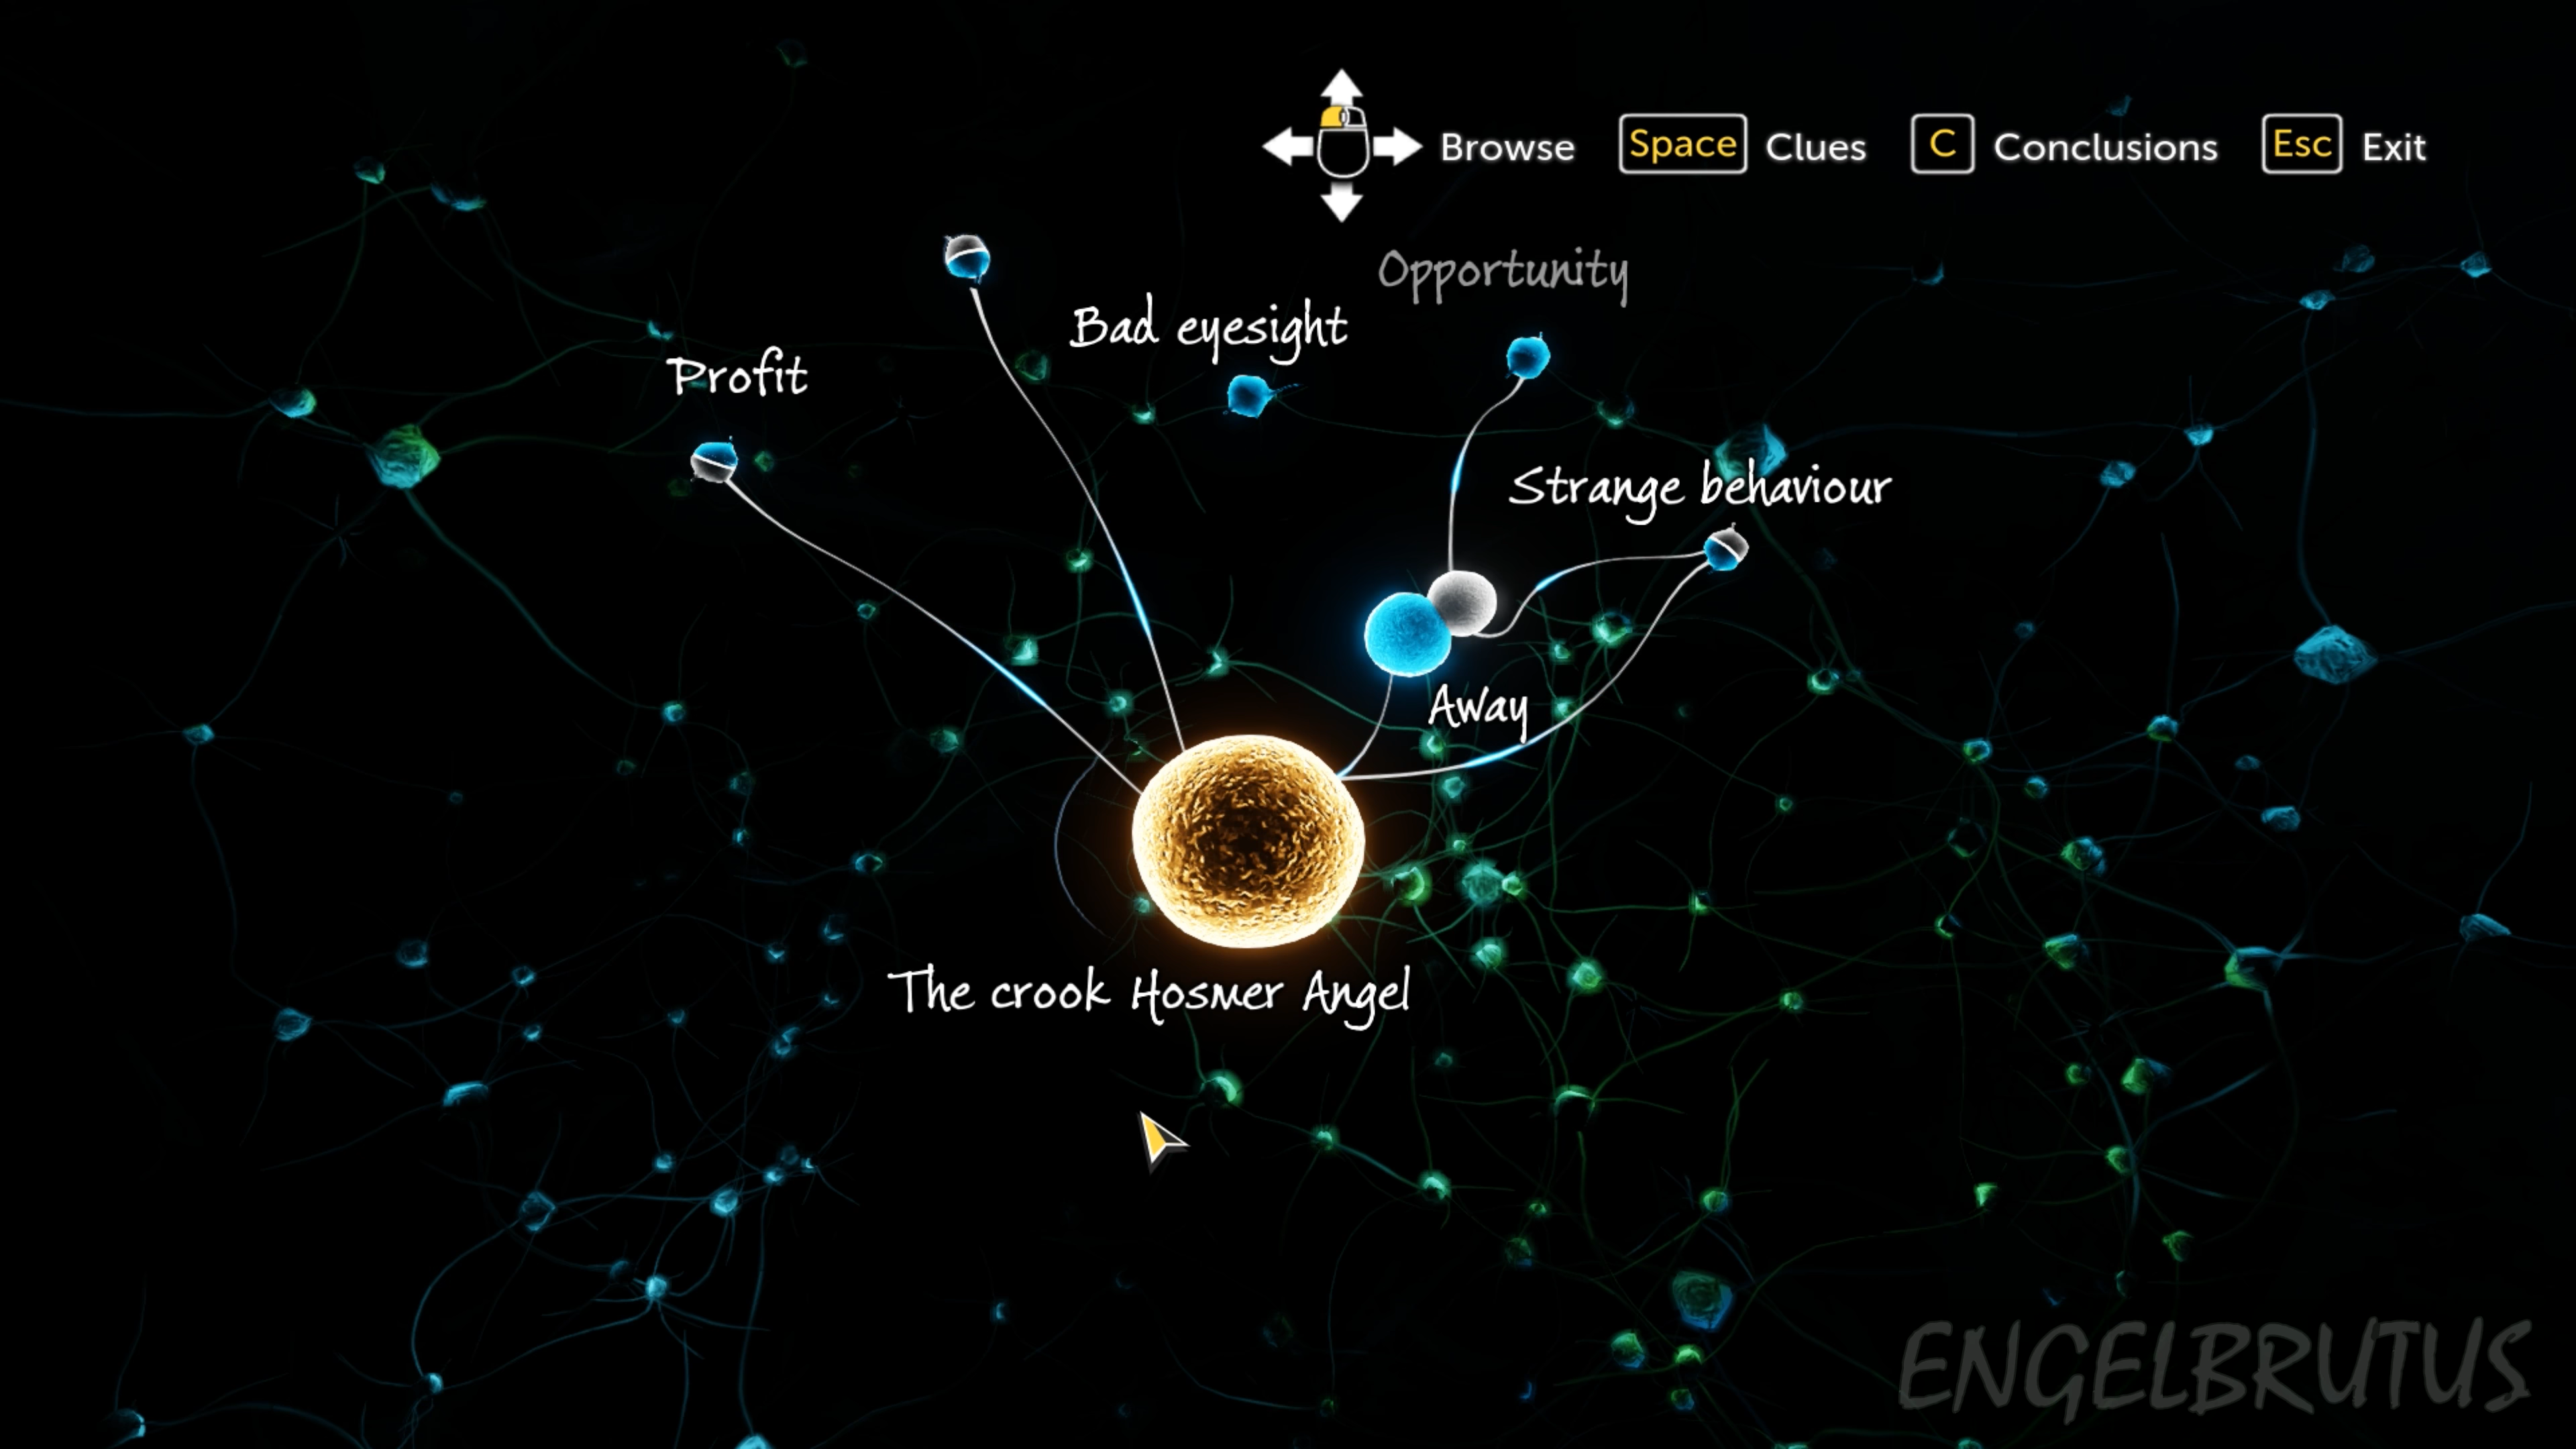 Browse
Space Clues
C Conclusions
Esc Exit
Opportunity
Bad eyesight
Profit
Strange behaviour
Away
The crook Hosmer Angel
ENGELBRUTUS